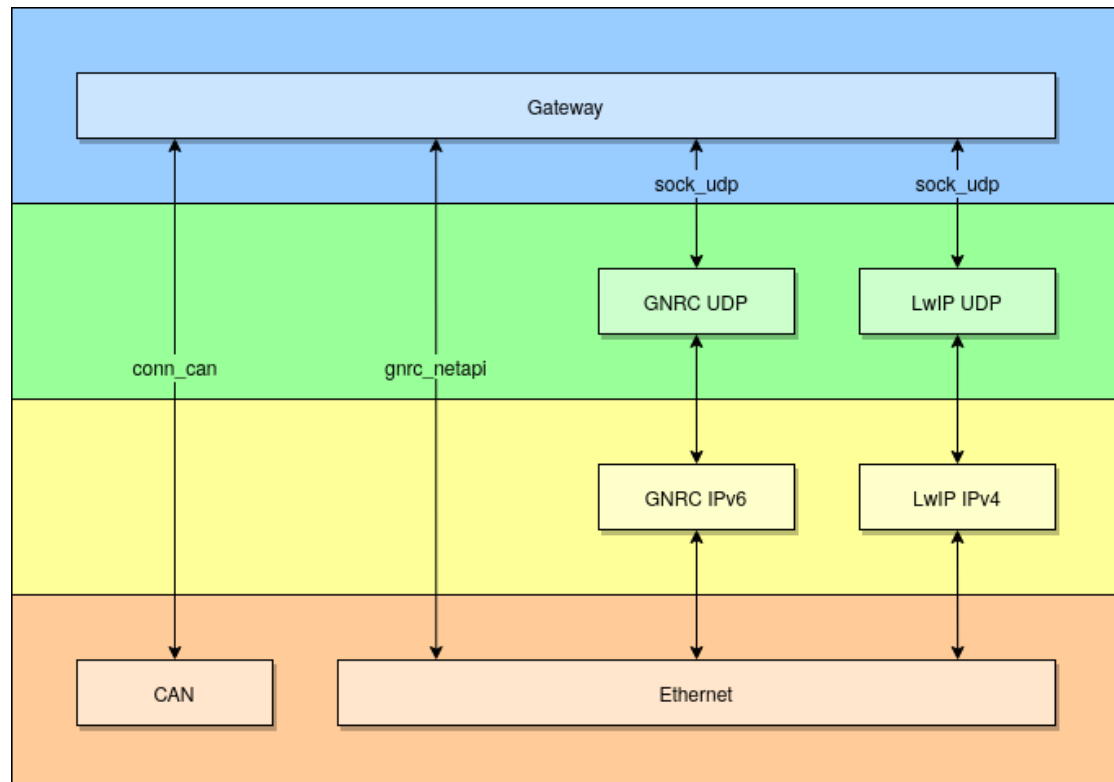 Gateway
sock_udp
sock_udp
GNRC UDP
LwIP UDP
conn_can
gnrc_netapi
GNRC IPv6
LwIP IPv4
CAN
Ethernet